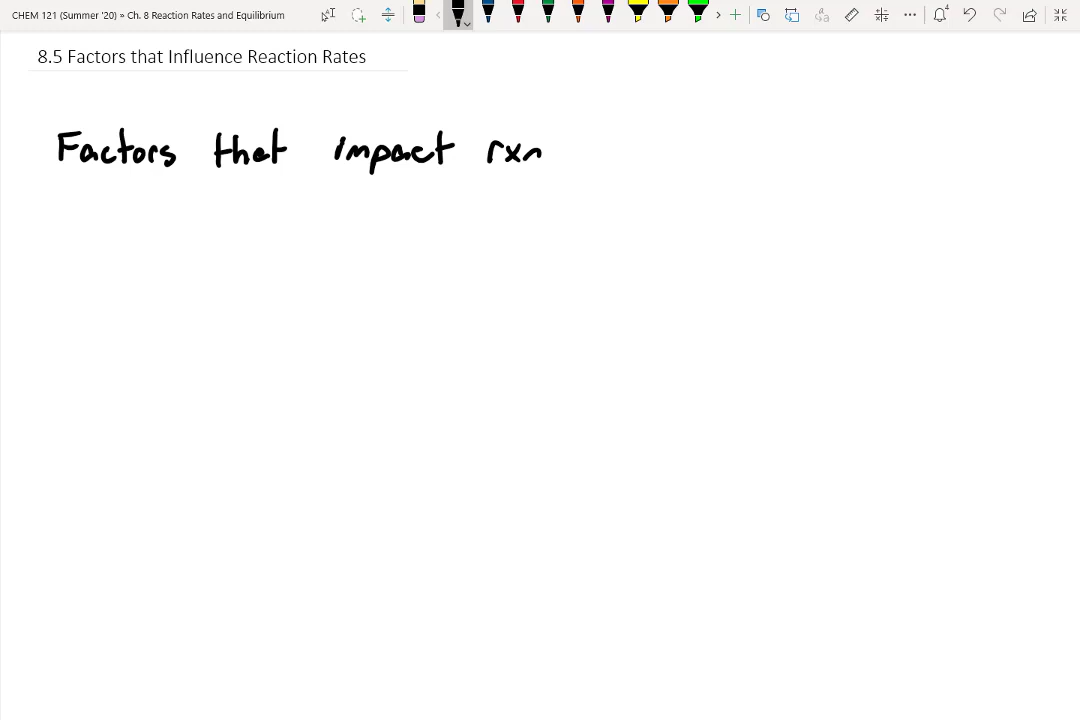 CHEM 121 (Summer '20) » Ch. 8 Reaction Rates and Equilibrium
8.5 Factors that Influence Reaction Rates
Factors that impact rxn